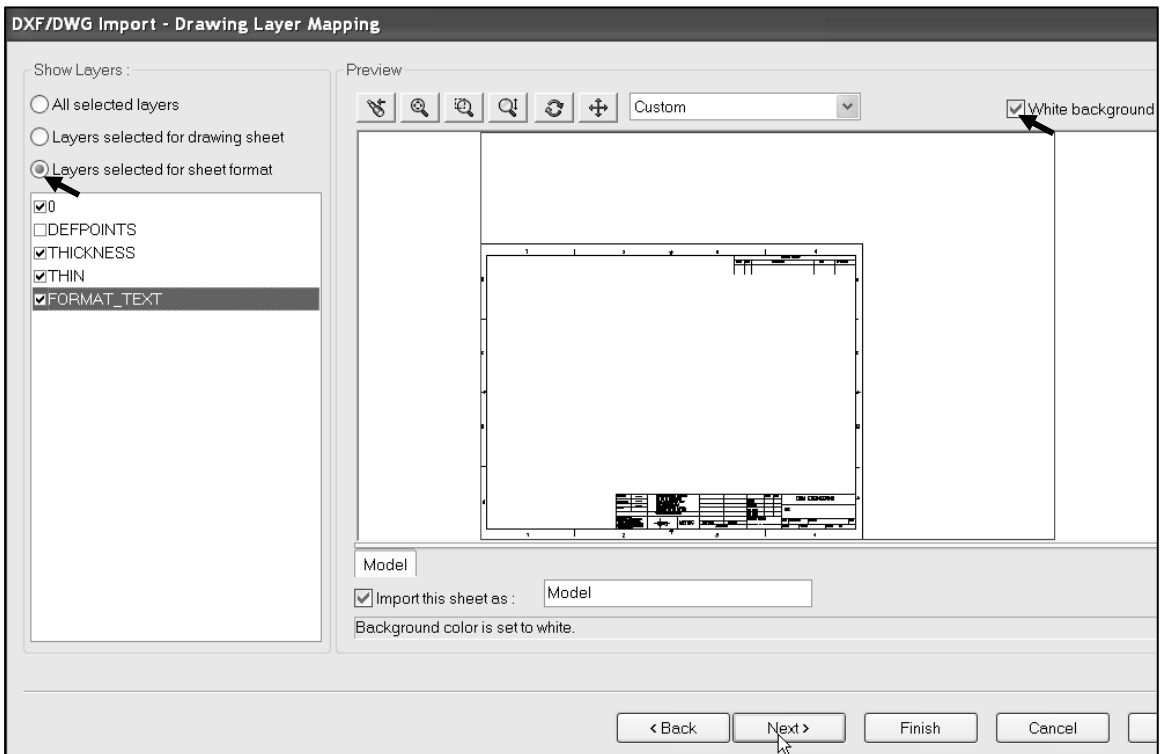 DXF/DWG Import - Drawing Layer Mapping
Show Layers :
All selected layers
Layers selected for drawing sheet
Layers selected for sheet format
0
DEFPOINTS
THICKNESS
THIN
FORMAT_TEXT
Preview
Custom
White background
Model
Import this sheet as :
Model
Background color is set to white.
< Back
Next >
Finish
Cancel